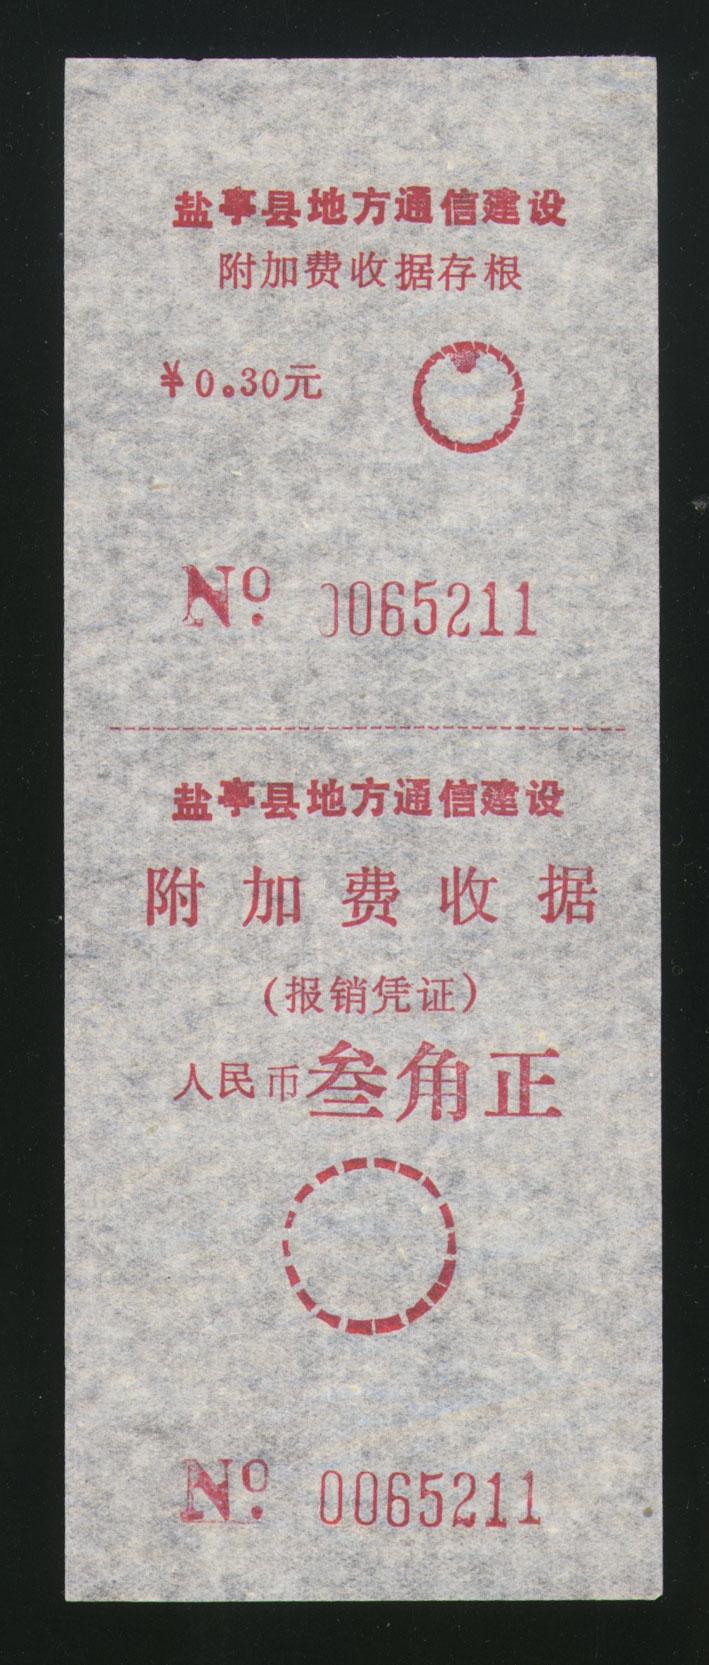 盐亭县地方通信建设
附加费收据存根
¥0.30元
Nº. 0065211
盐亭县地方通信建设
附加费收据
(报销凭证)
人民币叁角正
Nº. 0065211